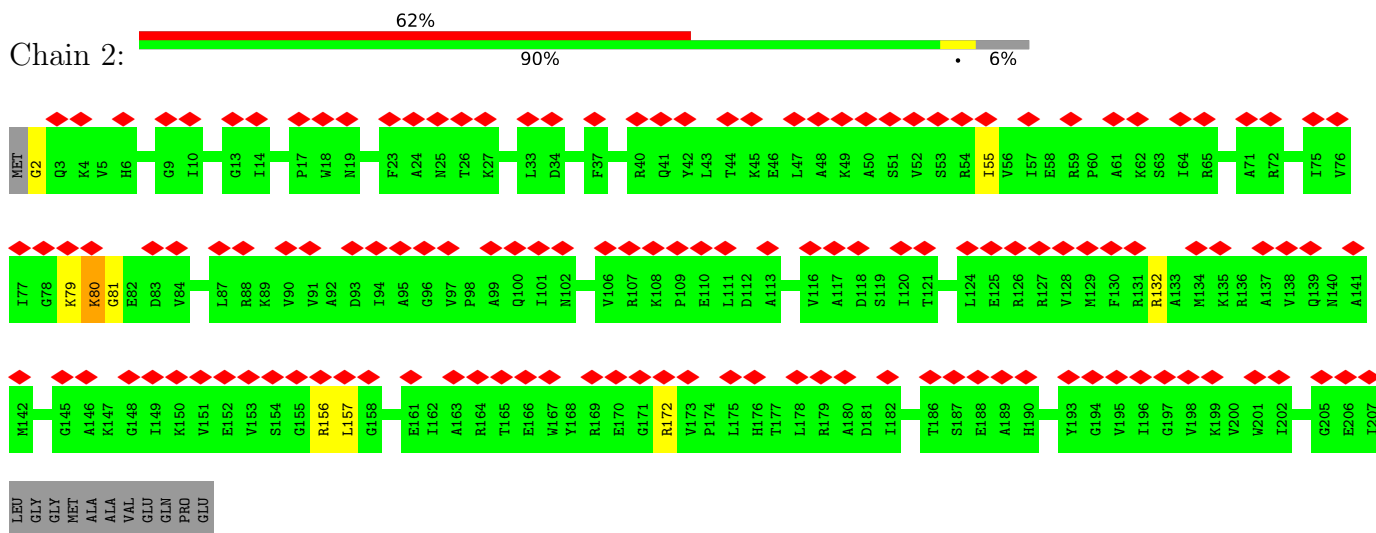 62%
Chain 2:
90% • 6%
MET G2 Q3 K4 V5 H6 G9 I10 G13 I14 P17 W18 N19 F23 A24 N25 T26 K27 L33 D34 F37 R40 Q41 Y42 L43 T44 K45 E46 L47 A48 K49 A50 S51 V52 S53 R54 I55 V56 I57 E58 R59 P60 A61 K62 S63 I64 R65 A71 R72 I75 V76
I77 G78 K79 K80 G81 E82 D83 V84 L87 R88 K89 V90 V91 A92 D93 I94 A95 G96 V97 P98 A99 Q100 I101 N102 V106 R107 K108 P109 E110 L111 D112 A113 V116 A117 D118 S119 I120 T121 L124 E125 R126 R127 V128 M129 F130 R131 R132 A133 M134 K135 R136 A137 V138 Q139 N140 A141
M142 G145 A146 K147 G148 I149 K150 V151 E152 V153 S154 G155 R156 L157 G158 E161 I162 A163 R164 T165 E166 W167 Y168 R169 E170 G171 R172 V173 P174 L175 H176 T177 L178 R179 A180 D181 I182 T186 S187 E188 A189 H190 Y193 G194 V195 I196 G197 V198 K199 V200 W201 I202 G205 E206 I207
LEU GLY GLY MET ALA ALA VAL GLU GLN PRO GLU